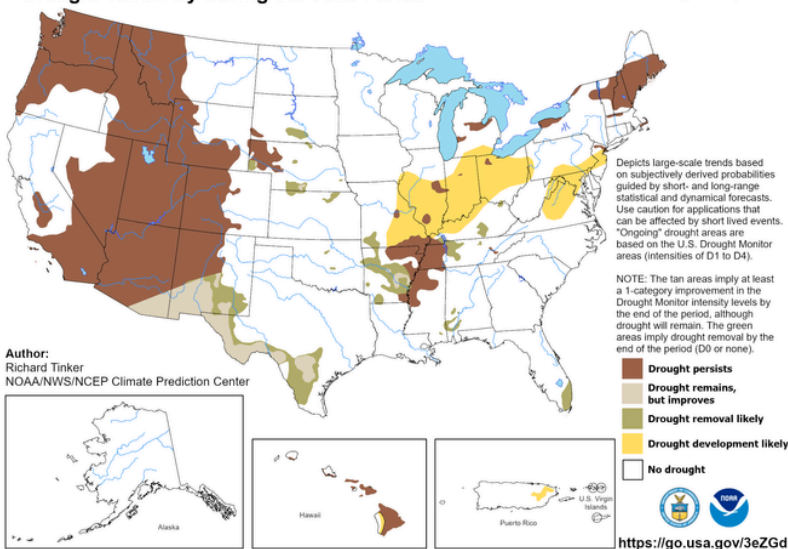 Depicts large-scale trends based
on subjectively derived probabilities
guided by short- and long-range
statistical and dynamical forecasts.
Use caution for applications that
can be affected by short lived events.
"Ongoing" drought areas are
based on the U.S. Drought Monitor
areas (intensities of D1 to D4).
NOTE: The tan areas imply at least
a 1-category improvement in the
Drought Monitor intensity levels by
the end of the period, although
drought will remain. The green
areas imply drought removal by the
end of the period (D0 or none).
Author:
Richard Tinker
NOAA/NWS/NCEP Climate Prediction Center
Drought persists
Drought remains,
but improves
Drought removal likely
Drought development likely
No drought
Alaska
Hawaii
Puerto Rico
U.S. Virgin
Islands
NOAA
https://go.usa.gov/3eZGd